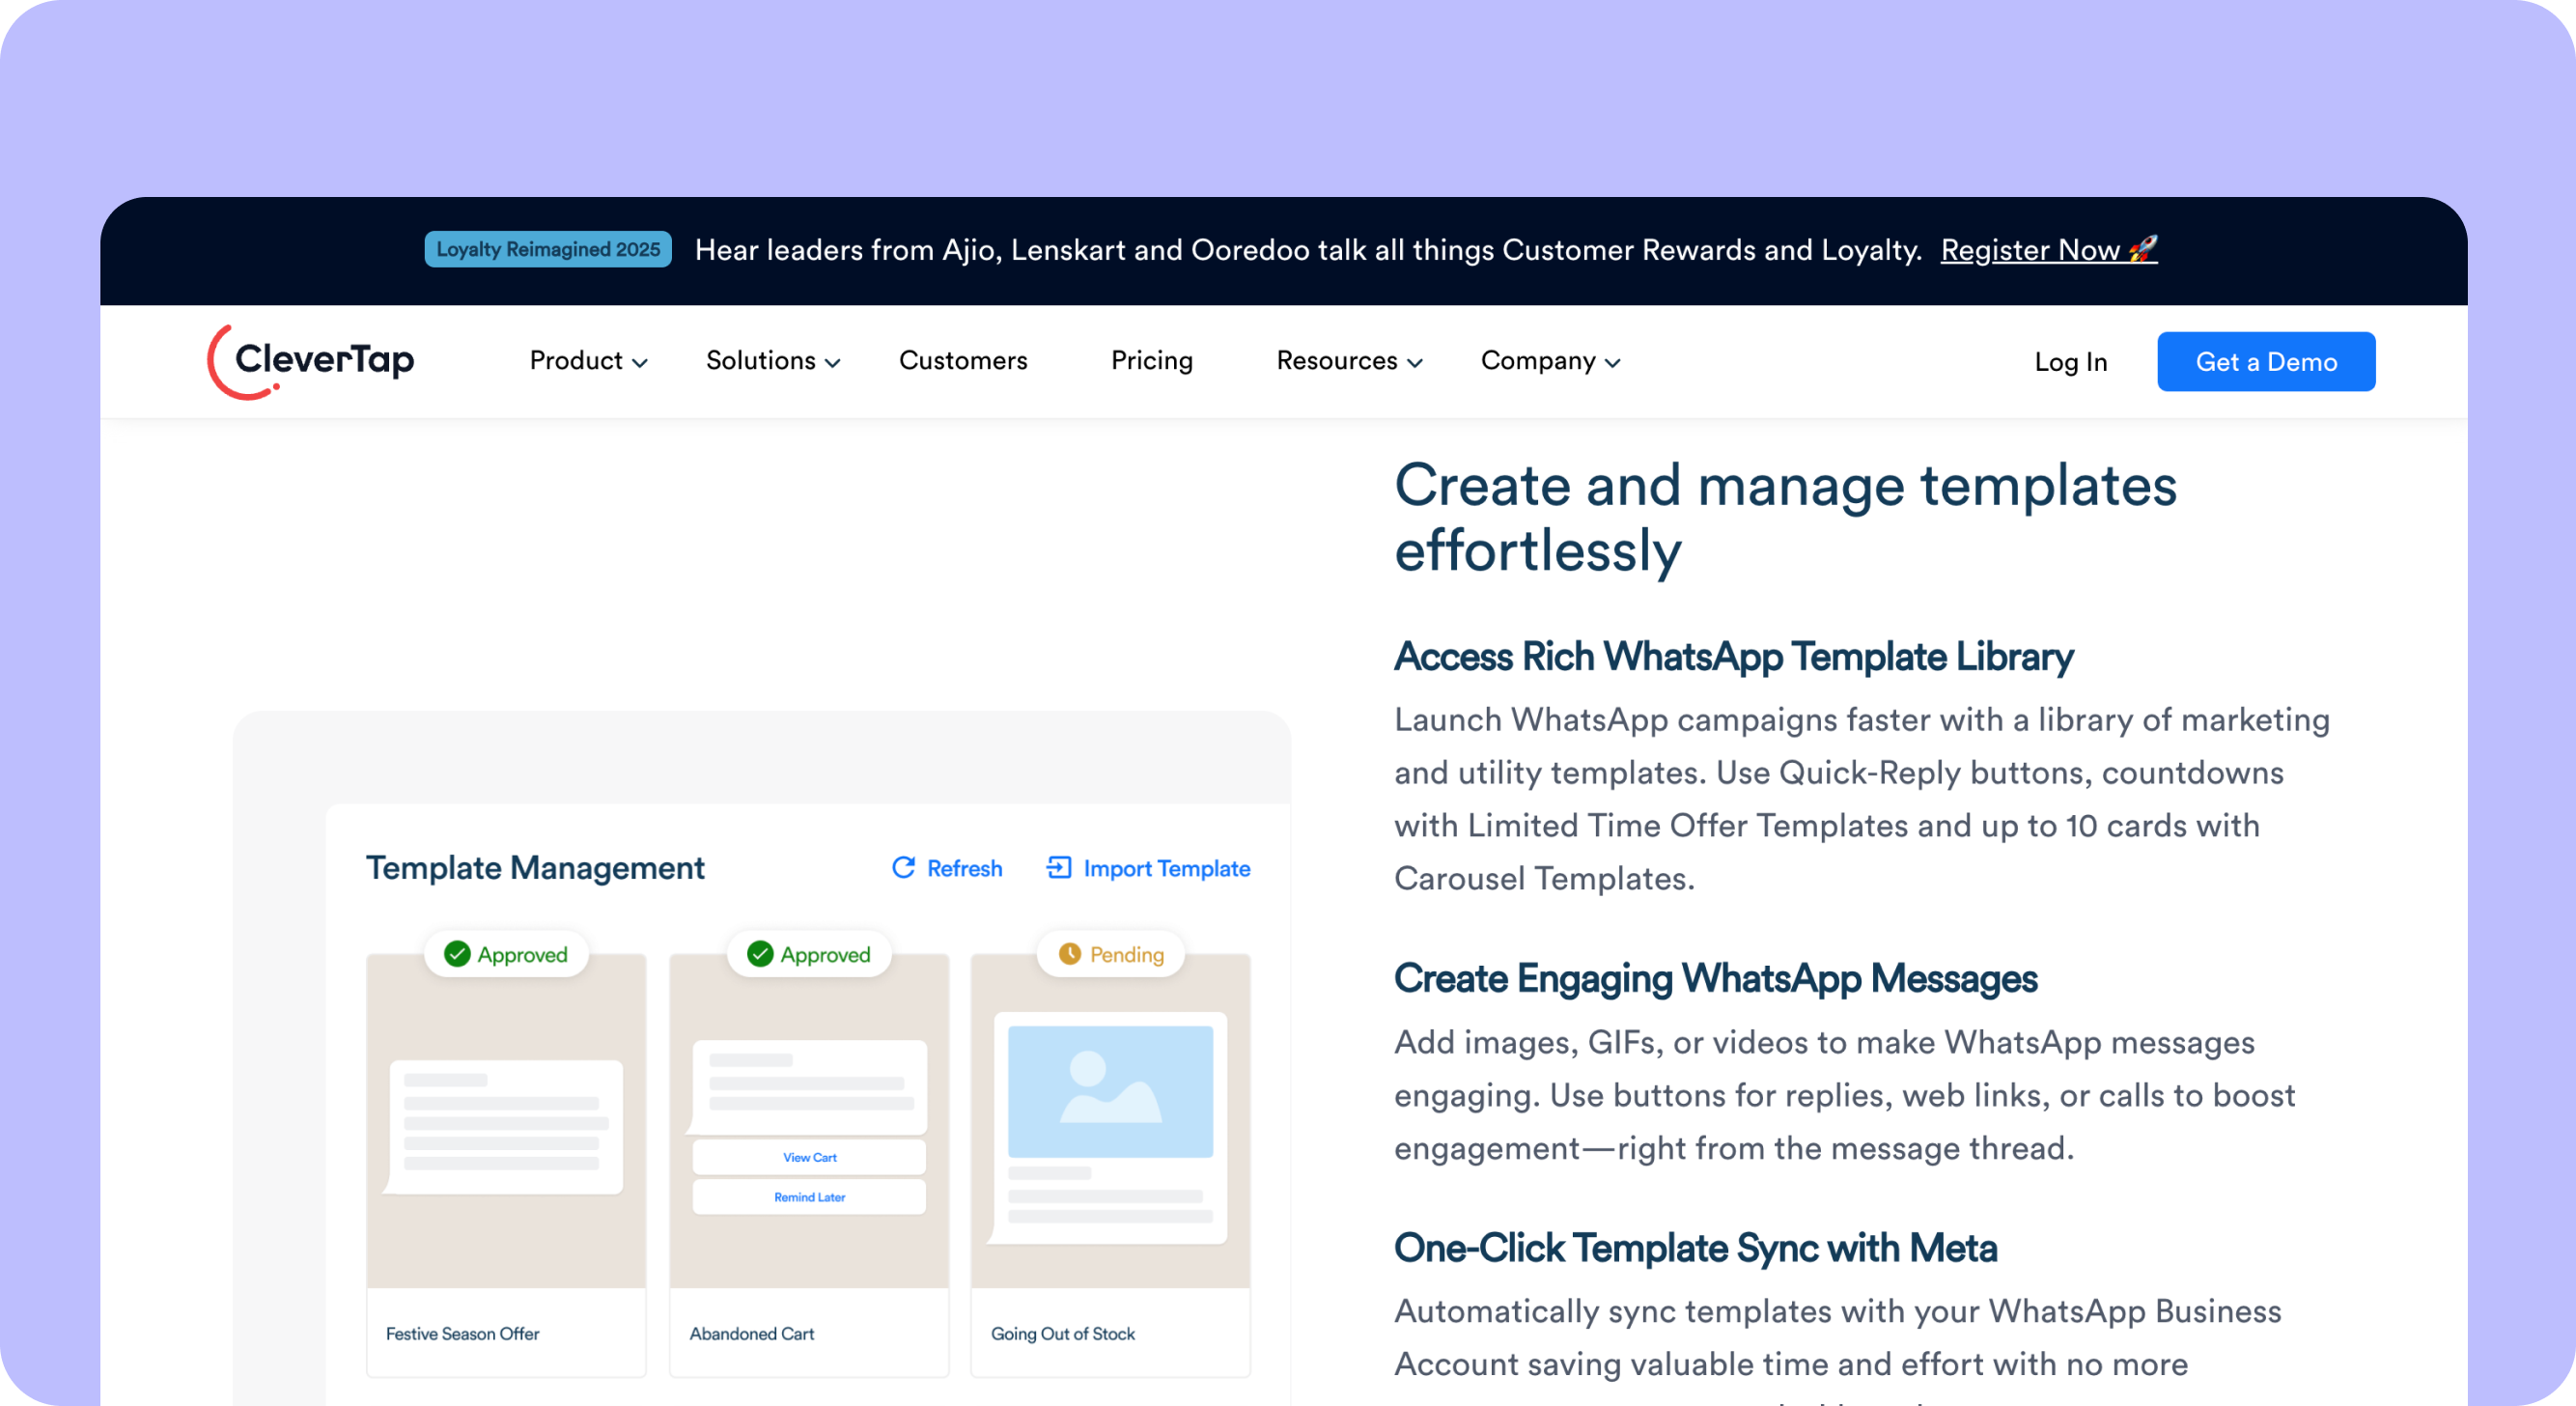 Loyalty Reimagined 2025 Hear leaders from Ajio, Lenskart and Ooredoo talk all things Customer Rewards and Loyalty. Register Now 🚀
CleverTap Product Solutions Customers Pricing Resources Company Log In Get a Demo
Create and manage templates
effortlessly
Access Rich WhatsApp Template Library
Launch WhatsApp campaigns faster with a library of marketing
and utility templates. Use Quick-Reply buttons, countdowns
with Limited Time Offer Templates and up to 10 cards with
Carousel Templates.
Create Engaging WhatsApp Messages
Add images, GIFs, or videos to make WhatsApp messages
engaging. Use buttons for replies, web links, or calls to boost
engagement—right from the message thread.
One-Click Template Sync with Meta
Automatically sync templates with your WhatsApp Business
Account saving valuable time and effort with no more
Template Management Refresh Import Template
Approved Approved Pending
View Cart
Remind Later
Festive Season Offer Abandoned Cart Going Out of Stock